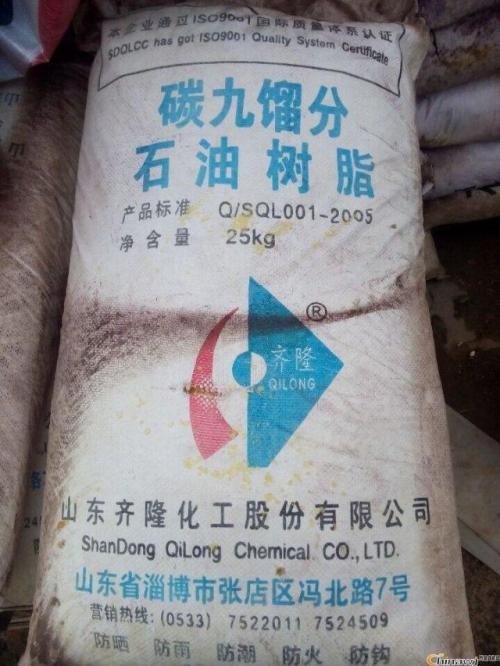 本企业通过ISO9001国际质量体系认证
SDQLCC has got ISO9001 Quality System Certificate
碳九馏分
石油树脂
产品标准 Q/SQL001-2005
净含量 25kg
®
齐隆
QILONG
山东齐隆化工股份有限公司
ShanDong QiLong Chemical CO.,LTD.
山东省淄博市张店区冯北路7号
营销热线:(0533) 7522011 7524509
防晒 防雨 防潮 防火 防钩